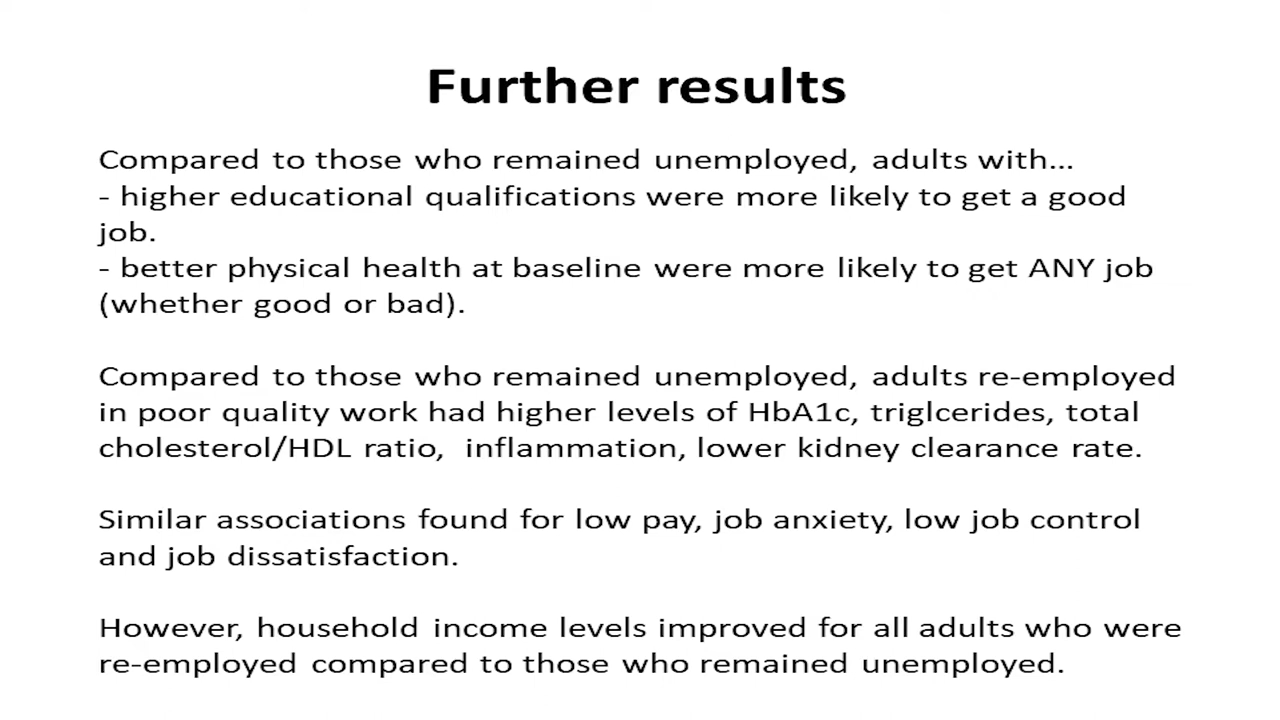 Further results
Compared to those who remained unemployed, adults with...
- higher educational qualifications were more likely to get a good
job.
- better physical health at baseline were more likely to get ANY job
(whether good or bad).
Compared to those who remained unemployed, adults re-employed
in poor quality work had higher levels of HbA1c, triglcerides, total
cholesterol/HDL ratio,  inflammation, lower kidney clearance rate.
Similar associations found for low pay, job anxiety, low job control
and job dissatisfaction.
However, household income levels improved for all adults who were
re-employed compared to those who remained unemployed.